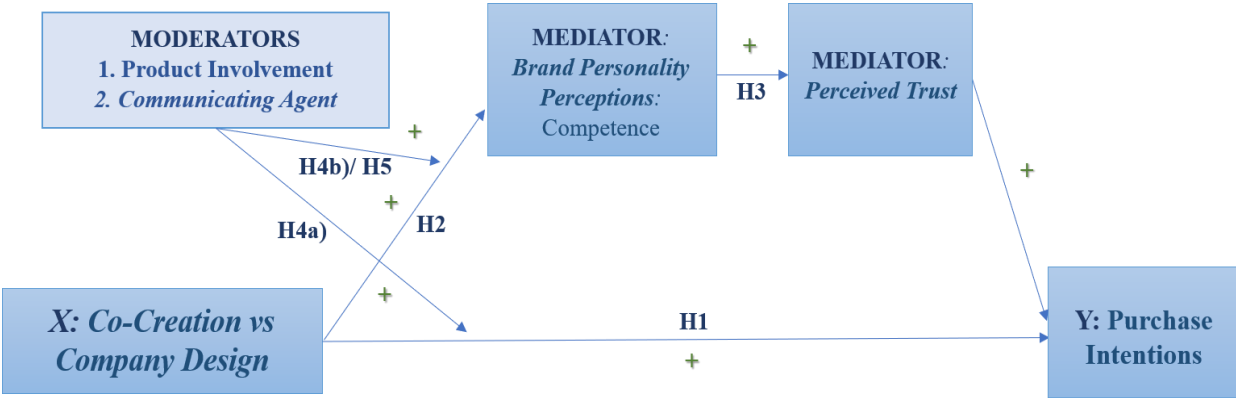 MODERATORS
1. Product Involvement
2. Communicating Agent
MEDIATOR:
Brand Personality
Perceptions:
Competence
+
H3
MEDIATOR:
Perceived Trust
+
H4b)/ H5
+
H2
H4a)
+
+
X: Co-Creation vs
Company Design
H1
+
Y: Purchase
Intentions